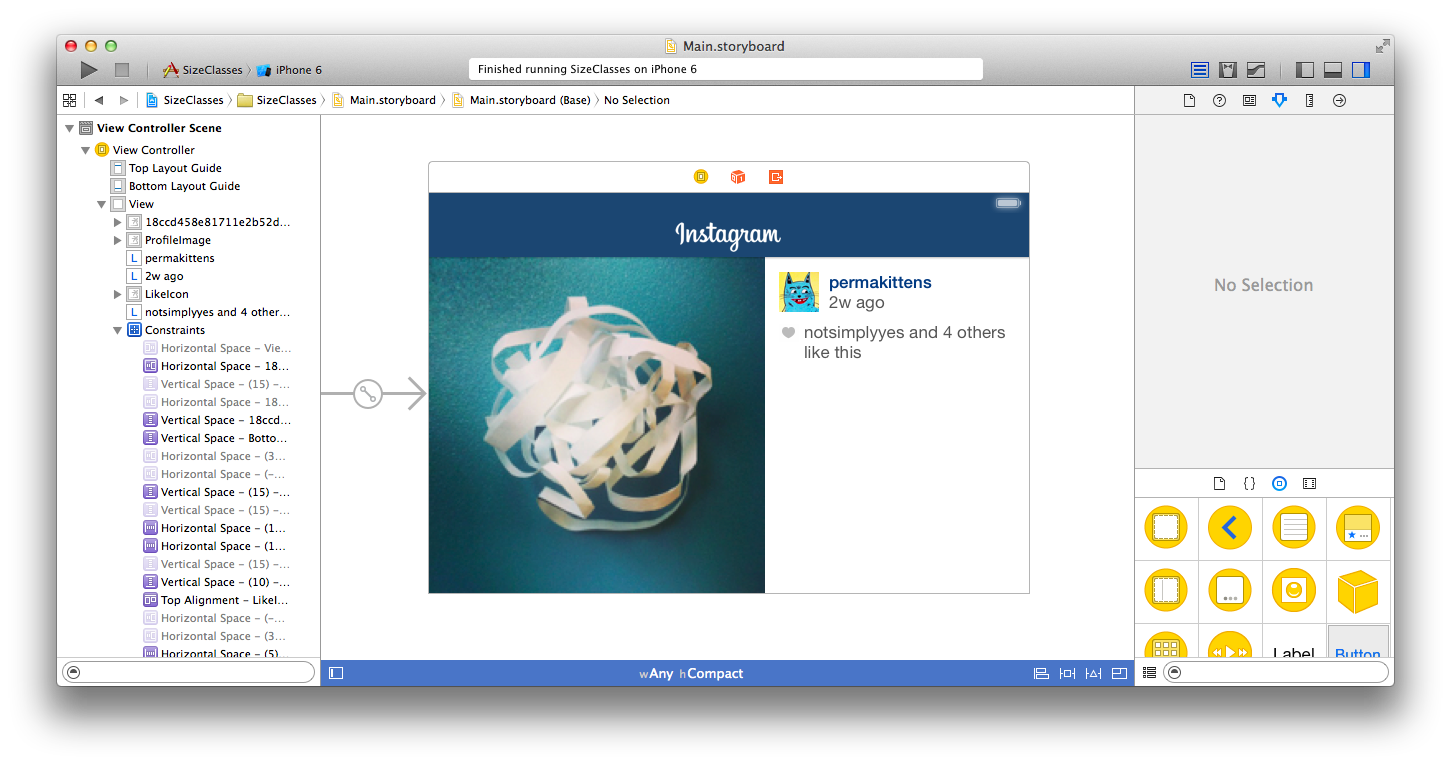 Main.storyboard
SizeClasses iPhone 6
Finished running SizeClasses on iPhone 6
SizeClasses SizeClasses Main.storyboard Main.storyboard (Base) No Selection
View Controller Scene
View Controller
Top Layout Guide
Bottom Layout Guide
View
18ccd458e81711e2b52d...
ProfileImage
L permakittens
L 2w ago
LikeIcon
L notsimplyyes and 4 other...
Constraints
Horizontal Space - Vie...
Horizontal Space - 18...
Vertical Space - (15) -...
Horizontal Space - 18...
Vertical Space - 18ccd...
Vertical Space - Botto...
Horizontal Space - (3...
Horizontal Space - (-...
Vertical Space - (15) -...
Vertical Space - (15) -...
Horizontal Space - (1...
Horizontal Space - (1...
Vertical Space - (15) -...
Vertical Space - (10) -...
Top Alignment - LikeI...
Horizontal Space - (-...
Horizontal Space - (3...
Horizontal Space - (5)...
Instagram
permakittens
2w ago
notsimplyyes and 4 others
like this
wAny hCompact
No Selection
{}
Label
Button